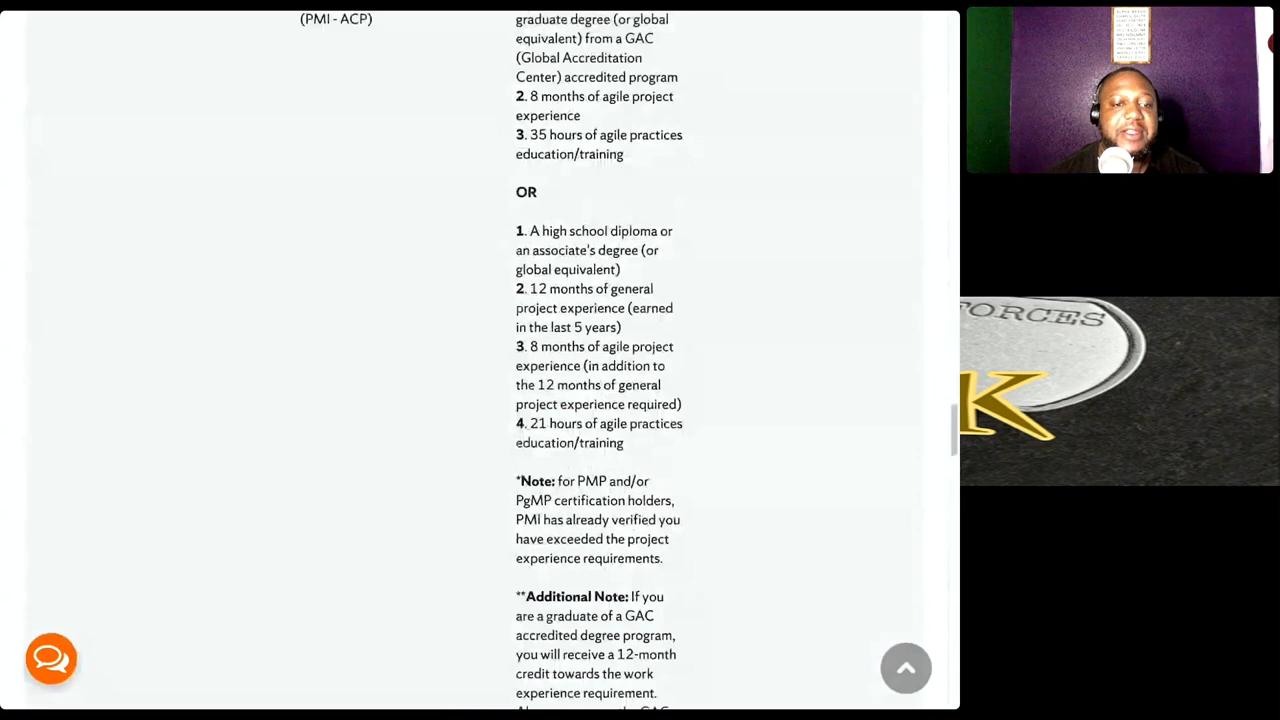 (PMI - ACP)
graduate degree (or global
equivalent) from a GAC
(Global Accreditation
Center) accredited program
2. 8 months of agile project
experience
3. 35 hours of agile practices
education/training
OR
1. A high school diploma or
an associate's degree (or
global equivalent)
2. 12 months of general
project experience (earned
in the last 5 years)
3. 8 months of agile project
experience (in addition to
the 12 months of general
project experience required)
4. 21 hours of agile practices
education/training
*Note: for PMP and/or
PgMP certification holders,
PMI has already verified you
have exceeded the project
experience requirements.
**Additional Note: If you
are a graduate of a GAC
accredited degree program,
you will receive a 12-month
credit towards the work
experience requirement.
FORCES
K